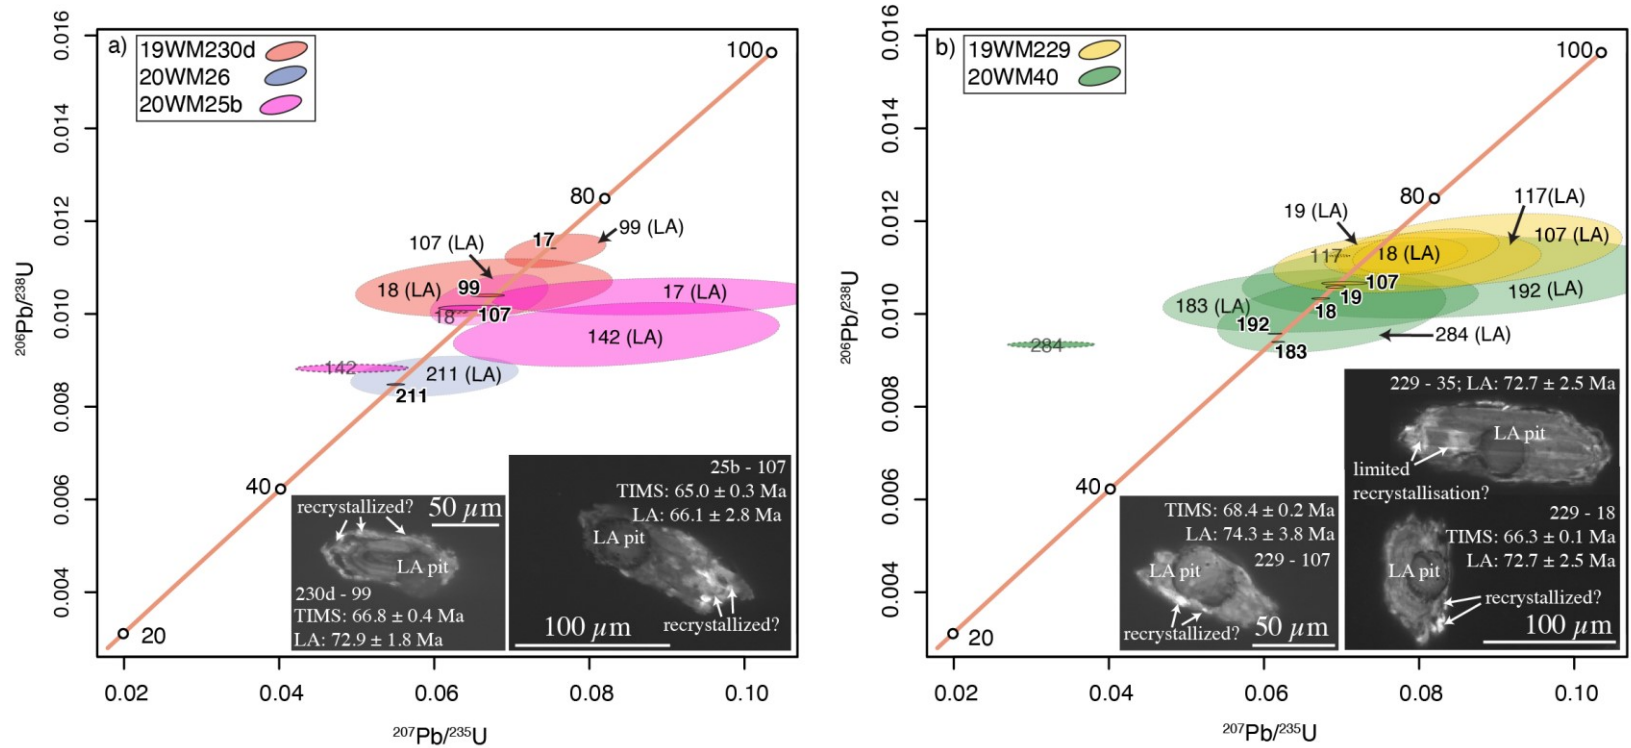 a)
19WM230d
20WM26
20WM25b
0.016
0.014
0.012
0.010
0.008
0.006
0.004
206Pb/238U
100
80
40
20
17
99 (LA)
107 (LA)
18 (LA)
99
17 (LA)
18
107
142 (LA)
142
211 (LA)
211
recrystallized?
50 µm
LA pit
230d - 99
TIMS: 66.8 ± 0.4 Ma
LA: 72.9 ± 1.8 Ma
25b - 107
TIMS: 65.0 ± 0.3 Ma
LA: 66.1 ± 2.8 Ma
LA pit
recrystallized?
100 µm
0.02
0.04
0.06
0.08
0.10
207Pb/235U
b)
19WM229
20WM40
0.016
0.014
0.012
0.010
0.008
0.006
0.004
206Pb/238U
100
80
40
20
117(LA)
19 (LA)
107 (LA)
117
18 (LA)
107
19
192 (LA)
183 (LA)
18
192
284 (LA)
183
284
229 - 35; LA: 72.7 ± 2.5 Ma
LA pit
limited
recrystallisation?
229 - 18
TIMS: 66.3 ± 0.1 Ma
LA: 72.7 ± 2.5 Ma
LA pit
recrystallized?
100 µm
TIMS: 68.4 ± 0.2 Ma
LA: 74.3 ± 3.8 Ma
229 - 107
LA pit
recrystallized?
50 µm
0.02
0.04
0.06
0.08
0.10
207Pb/235U